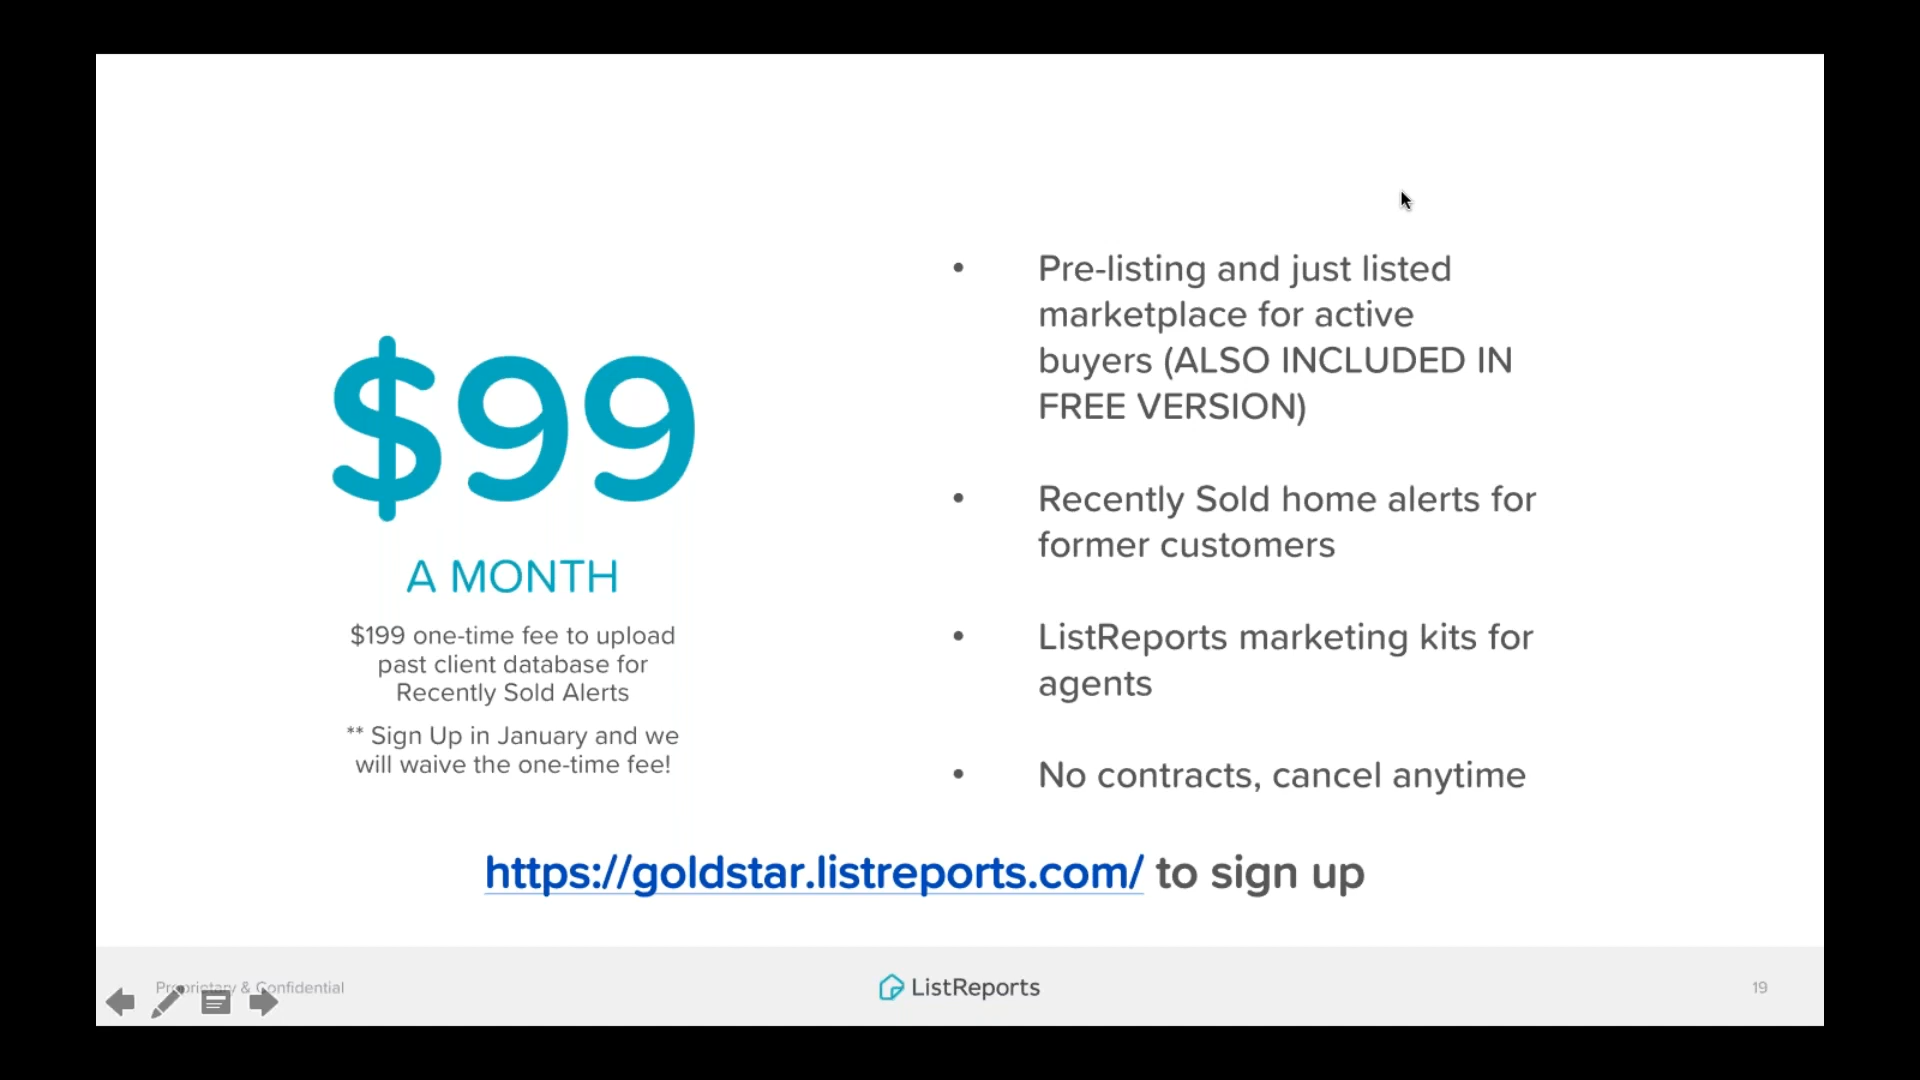 $99
A MONTH
$199 one-time fee to upload
past client database for
Recently Sold Alerts
** Sign Up in January and we
will waive the one-time fee!
• Pre-listing and just listed
marketplace for active
buyers (ALSO INCLUDED IN
FREE VERSION)
• Recently Sold home alerts for
former customers
• ListReports marketing kits for
agents
• No contracts, cancel anytime
https://goldstar.listreports.com/ to sign up
Proprietary & Confidential
ListReports
19